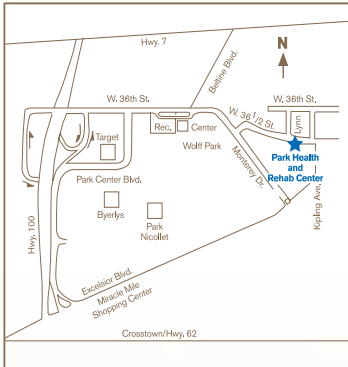 Hwy. 7
Beltine Blvd.
N
W. 36th St.
W. 36 1/2 St.
W. 36th St.
Lynn
Rec.
Center
Target
Wolff Park
Park Health
and
Rehab Center
Monterey Dr.
Kipling Ave,
Park Center Blvd.
Byerlys
Park
Nicollet
Hwy. 100
Excelsior Blvd.
Miracle Mile
Shopping Center
Crosstown/Hwy. 62